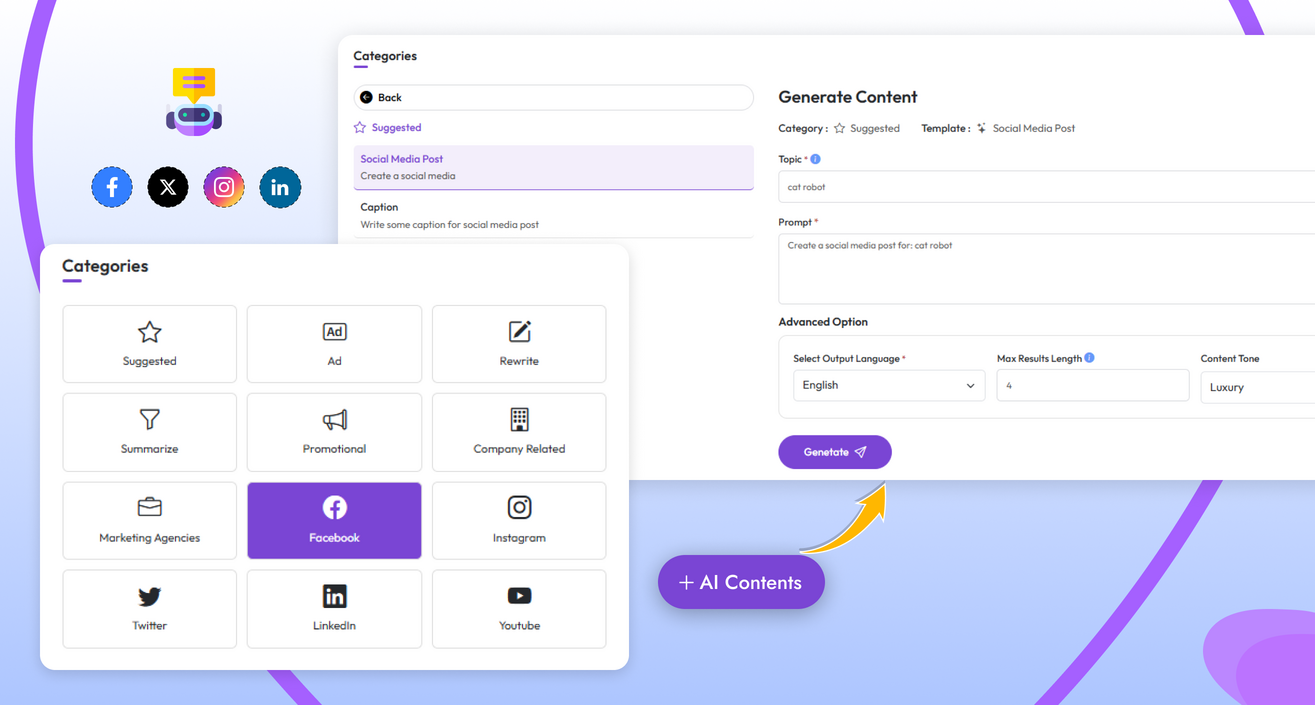 Categories
Back
Suggested
Social Media Post
Create a social media
Caption
Write some caption for social media post
Generate Content
Category : Suggested Template : Social Media Post
Topic *
cat robot
Prompt *
Create a social media post for: cat robot
Advanced Option
Select Output Language * Max Results Length Content Tone
English 4 Luxury
Genetate
Categories
Suggested Ad Rewrite
Summarize Promotional Company Related
Marketing Agencies Facebook Instagram
Twitter LinkedIn Youtube
+ AI Contents